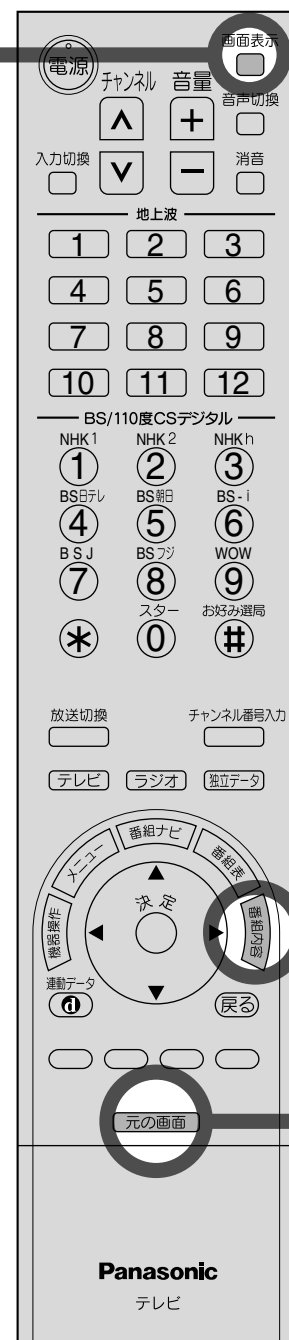 画面表示
電源
チャンネル 音量
音声切換
入力切換
消音
地上波
1 2 3
4 5 6
7 8 9
10 11 12
BS/110度CSデジタル
NHK1 NHK2 NHKh
1 2 3
BS日テレ BS朝日 BS-i
4 5 6
BSJ BSフジ WOW
7 8 9
スター お好み選局
* 0 #
放送切換 チャンネル番号入力
テレビ ラジオ 独立データ
番組ナビ
メニュー
番組表
機器操作
決定
番組内容
連動データ
d
戻る
元の画面
Panasonic
テレビ